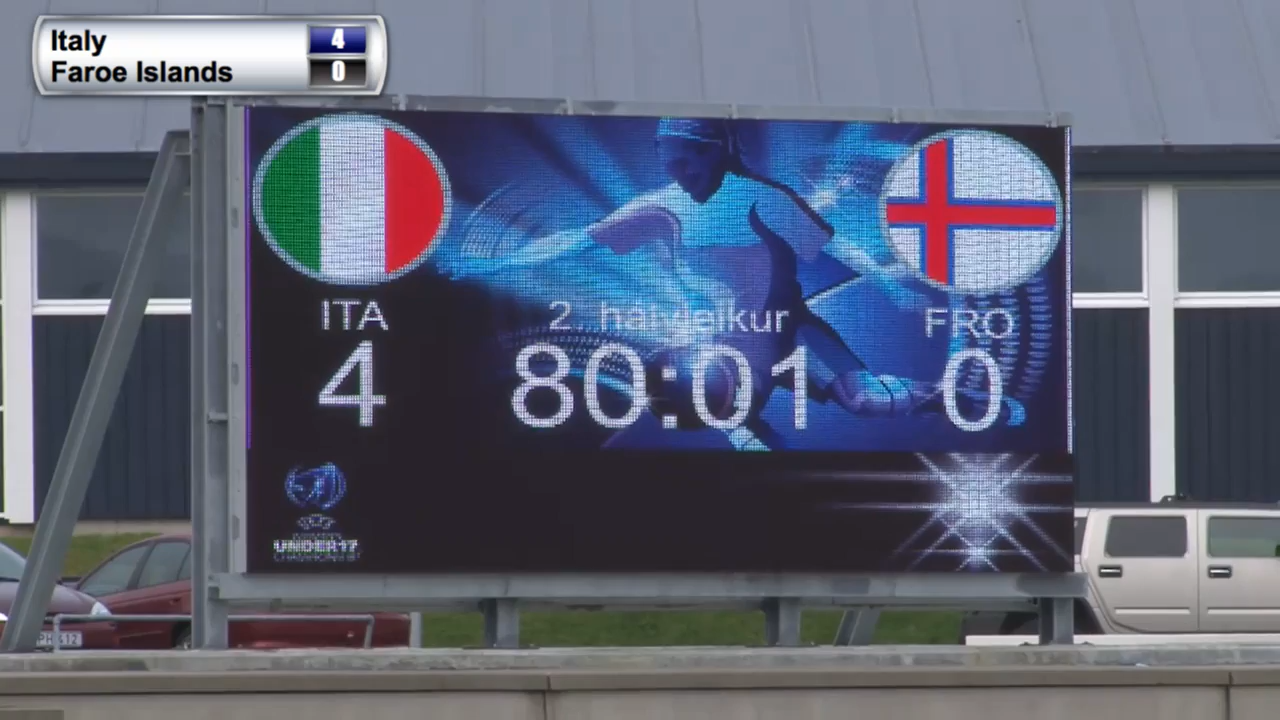 Italy 4
Faroe Islands 0
ITA 2. hálvleikur FRO
4 80:01 0
UNDER17